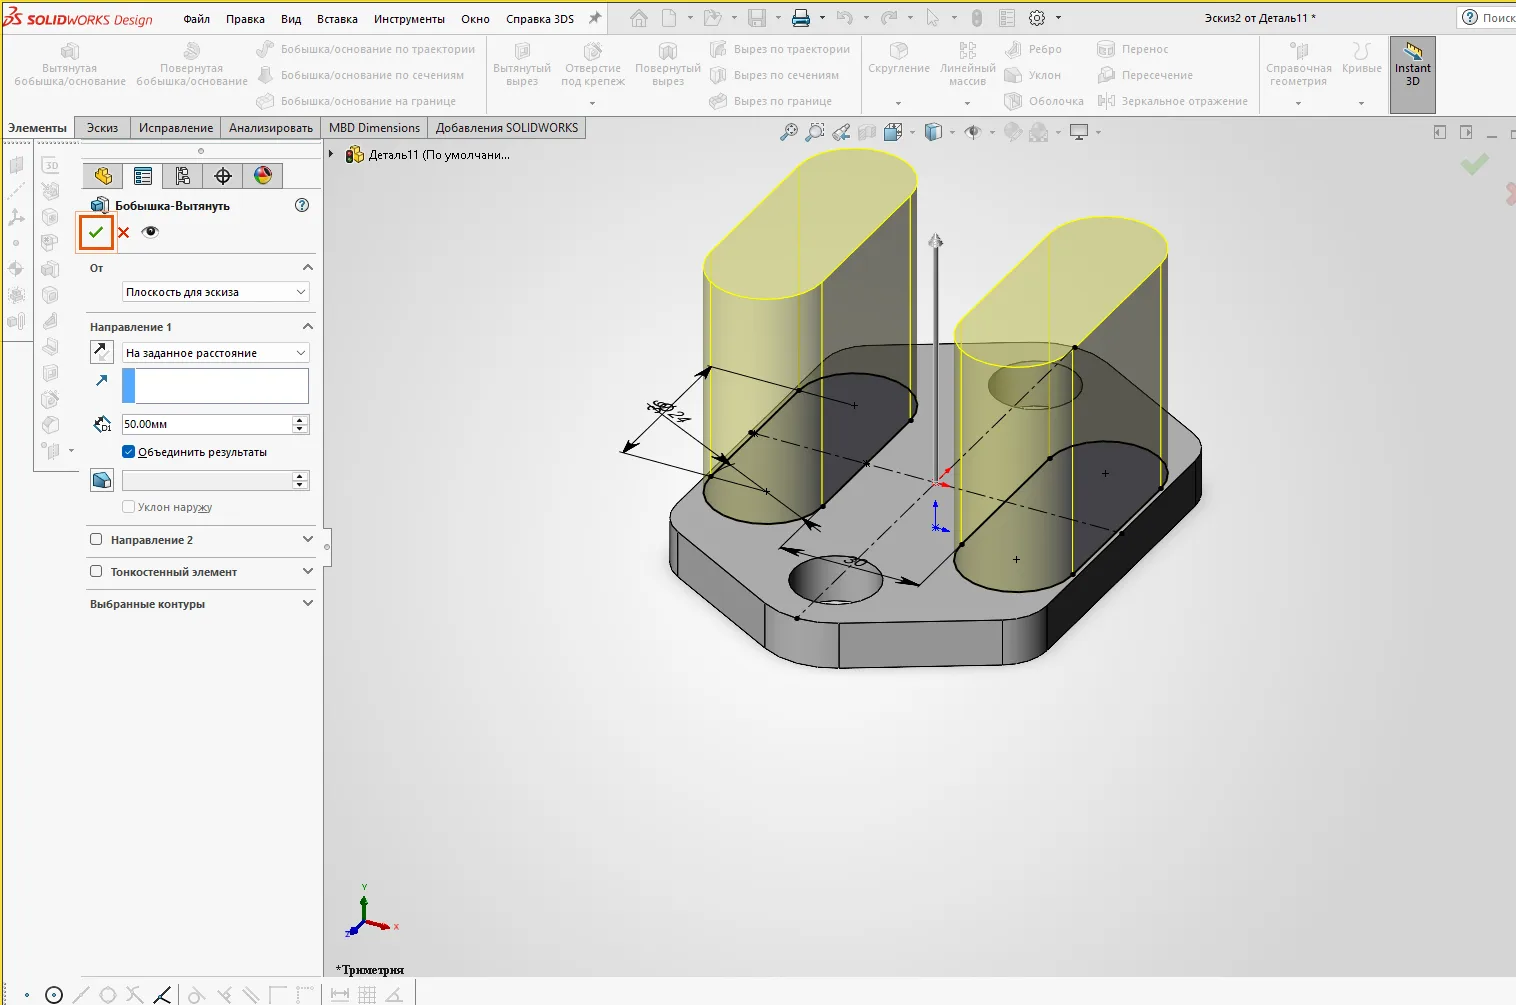 SOLIDWORKS Design
Файл Правка Вид Вставка Инструменты Окно Справка 3DS
Эскиз2 от Деталь11 *
Поиск
Вытянутая
бобышка/основание
Повернутая
бобышка/основание
Бобышка/основание по траектории
Бобышка/основание по сечениям
Бобышка/основание на границе
Вытянутый
вырез
Отверстие
под крепеж
Повернутый
вырез
Вырез по траектории
Вырез по сечениям
Вырез по границе
Скругление
Линейный
массив
Ребро
Уклон
Оболочка
Перенос
Пересечение
Зеркальное отражение
Справочная
геометрия
Кривые
Instant
3D
Элементы Эскиз Исправление Анализировать MBD Dimensions Добавления SOLIDWORKS
Деталь11 (По умолчани...
Бобышка-Вытянуть
От
Плоскость для эскиза
Направление 1
На заданное расстояние
D1
50.00мм
Объединить результаты
Уклон наружу
Направление 2
Тонкостенный элемент
Выбранные контуры
24
30
Y
X
Z
*Триметрия